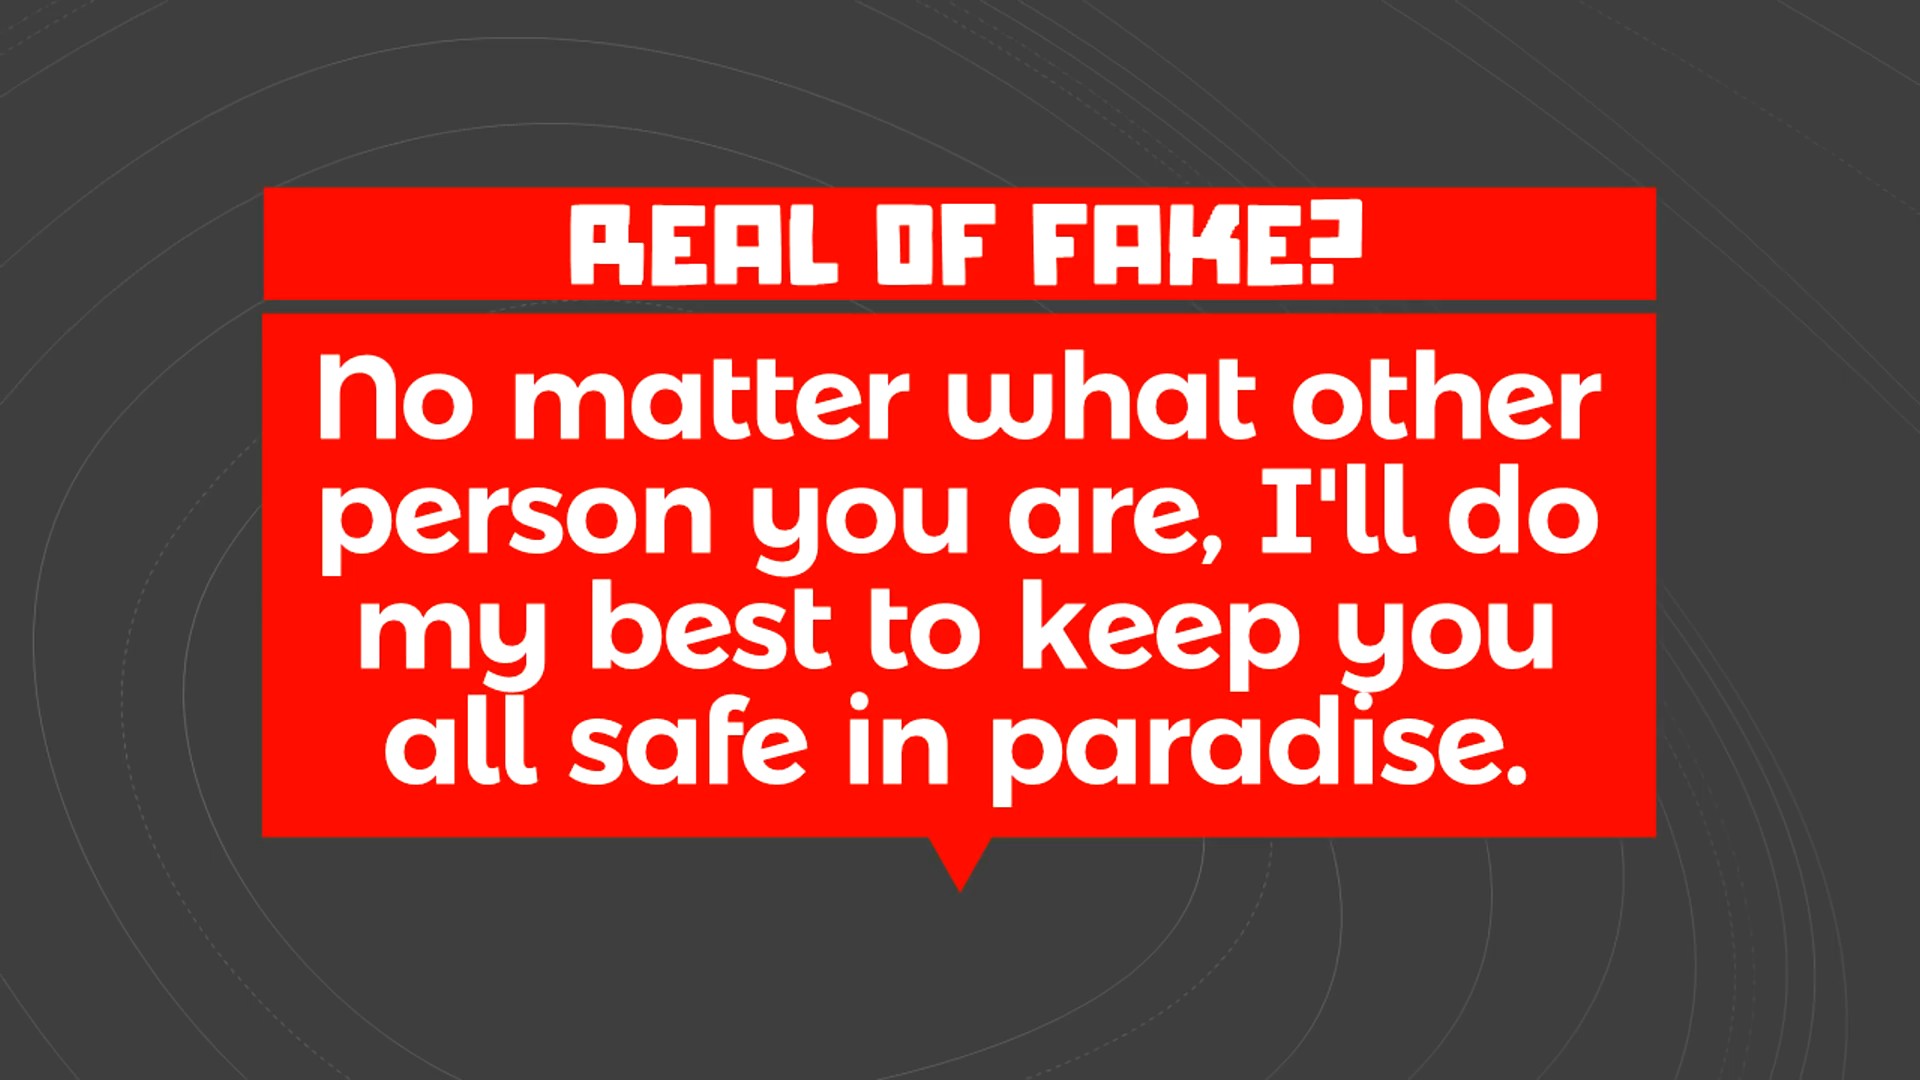 REAL OF FAKE?
No matter what other
person you are, I'll do
my best to keep you
all safe in paradise.